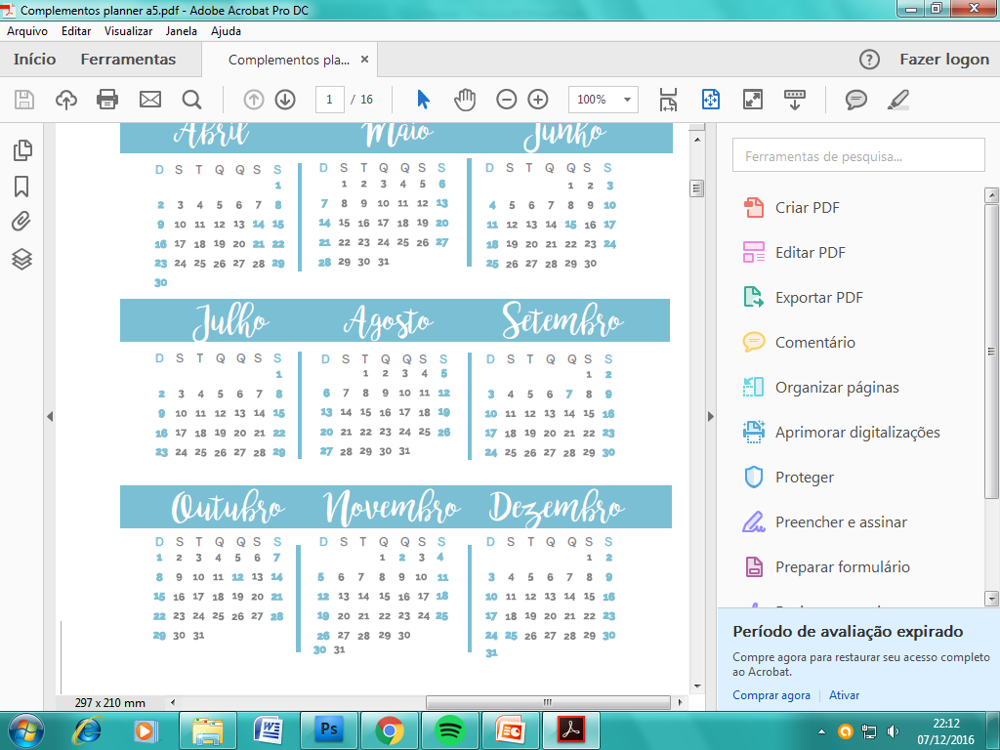 Complementos planner a5.pdf - Adobe Acrobat Pro DC
Arquivo Editar Visualizar Janela Ajuda
Início Ferramentas Complementos pla... × Fazer logon
1 / 16 100%
Abril Maio Junho
D S T Q Q S S
1
2 3 4 5 6 7 8
9 10 11 12 13 14 15
16 17 18 19 20 21 22
23 24 25 26 27 28 29
30
D S T Q Q S S
1 2 3 4 5 6
7 8 9 10 11 12 13
14 15 16 17 18 19 20
21 22 23 24 25 26 27
28 29 30 31
D S T Q Q S S
1 2 3
4 5 6 7 8 9 10
11 12 13 14 15 16 17
18 19 20 21 22 23 24
25 26 27 28 29 30
Julho Agosto Setembro
D S T Q Q S S
1
2 3 4 5 6 7 8
9 10 11 12 13 14 15
16 17 18 19 20 21 22
23 24 25 26 27 28 29
D S T Q Q S S
1 2 3 4 5
6 7 8 9 10 11 12
13 14 15 16 17 18 19
20 21 22 23 24 25 26
27 28 29 30 31
D S T Q Q S S
1 2
3 4 5 6 7 8 9
10 11 12 13 14 15 16
17 18 19 20 21 22 23
24 25 26 27 28 29 30
Outubro Novembro Dezembro
D S T Q Q S S
1 2 3 4 5 6 7
8 9 10 11 12 13 14
15 16 17 18 19 20 21
22 23 24 25 26 27 28
29 30 31
D S T Q Q S S
1 2 3 4
5 6 7 8 9 10 11
12 13 14 15 16 17 18
19 20 21 22 23 24 25
26 27 28 29 30
30 31
D S T Q Q S S
1 2
3 4 5 6 7 8 9
10 11 12 13 14 15 16
17 18 19 20 21 22 23
24 25 26 27 28 29 30
31
297 x 210 mm
Ferramentas de pesquisa...
Criar PDF
Editar PDF
Exportar PDF
Comentário
Organizar páginas
Aprimorar digitalizações
Proteger
Preencher e assinar
Preparar formulário
Período de avaliação expirado
Compre agora para restaurar seu acesso completo
ao Acrobat.
Comprar agora Ativar
Ps
22:12
07/12/2016